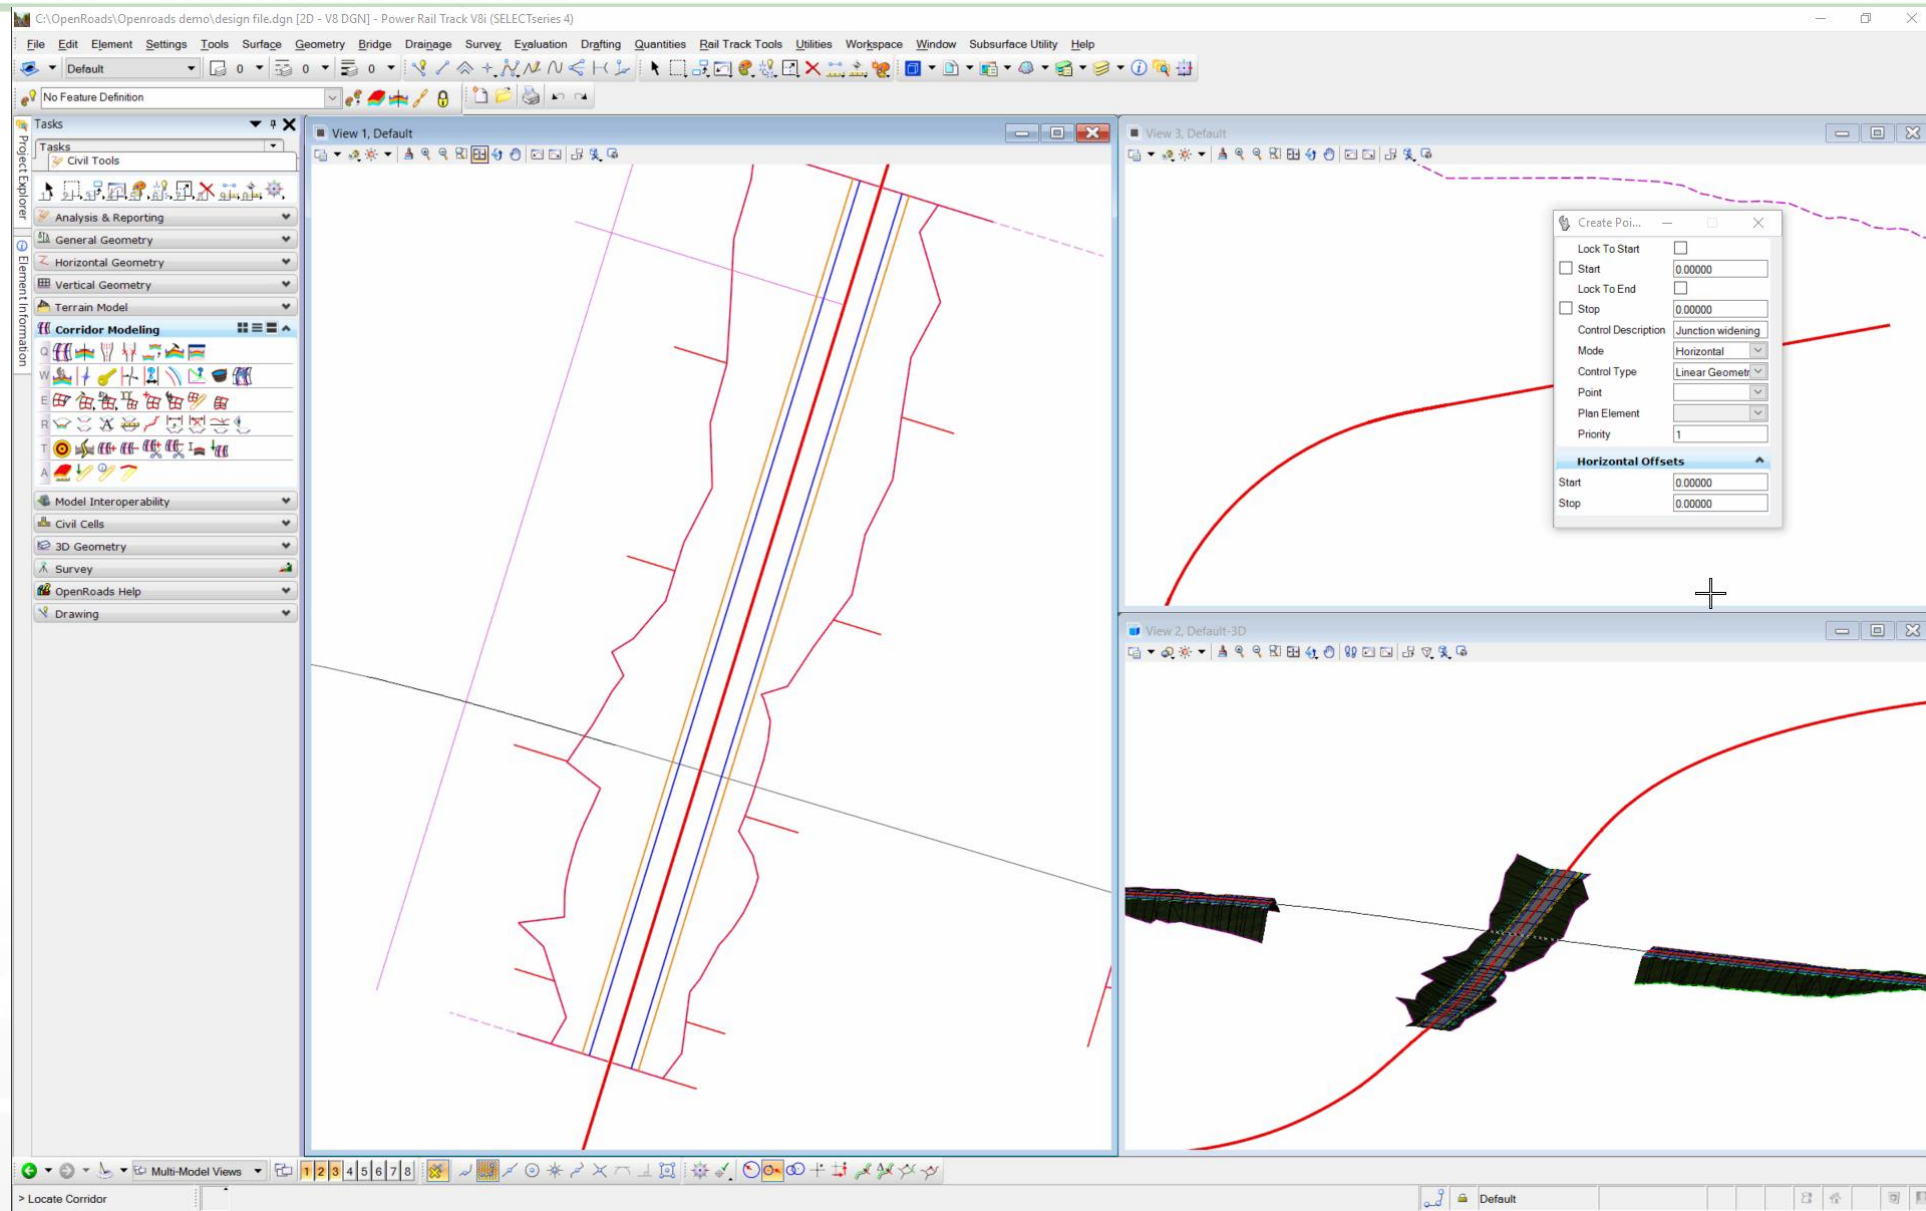 C:\OpenRoads\Openroads demo\design file.dgn [2D - V8 DGN] - Power Rail Track V8i (SELECTseries 4)
File Edit Element Settings Tools Surface Geometry Bridge Drainage Survey Evaluation Drafting Quantities Rail Track Tools Utilities Workspace Window Subsurface Utility Help
Default 0 0 0
No Feature Definition
Project Explorer
Element Information
Tasks
Tasks
Civil Tools
Analysis & Reporting
General Geometry
Horizontal Geometry
Vertical Geometry
Terrain Model
Corridor Modeling
Q
W
E
R
T
A
Model Interoperability
Civil Cells
3D Geometry
Survey
OpenRoads Help
Drawing
View 1, Default
View 3, Default
Create Poi...
Lock To Start
Start 0.00000
Lock To End
Stop 0.00000
Control Description Junction widening
Mode Horizontal
Control Type Linear Geometr
Point
Plan Element
Priority 1
Horizontal Offsets
Start 0.00000
Stop 0.00000
View 2, Default-3D
Multi-Model Views 1 2 3 4 5 6 7 8
> Locate Corridor
Default